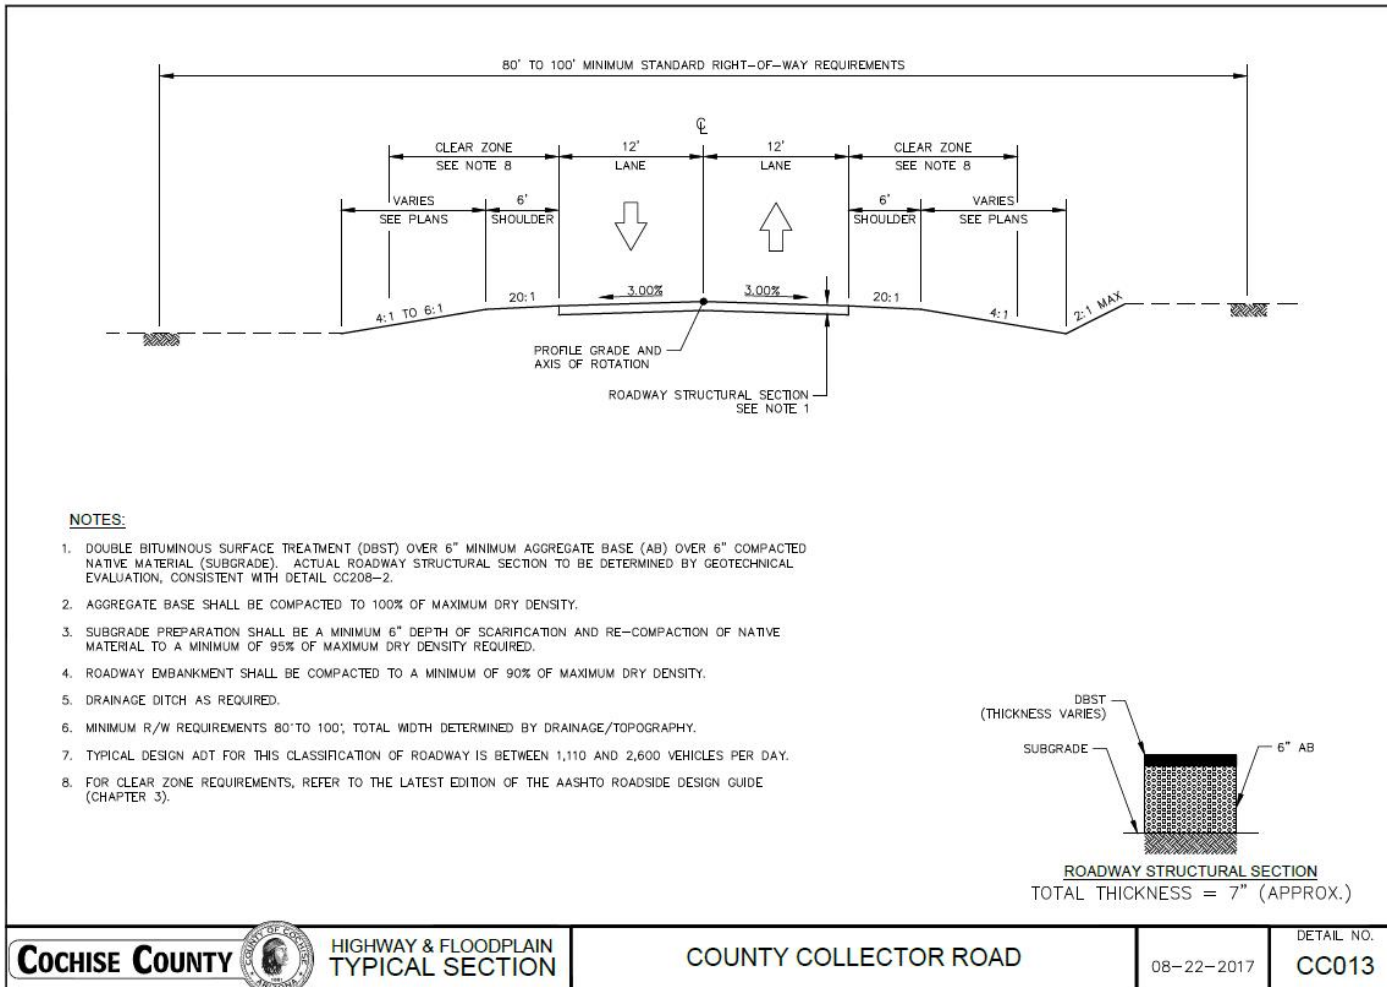 80' TO 100' MINIMUM STANDARD RIGHT-OF-WAY REQUIREMENTS
℄
CLEAR ZONE
SEE NOTE 8
12'
LANE
12'
LANE
CLEAR ZONE
SEE NOTE 8
VARIES
SEE PLANS
6'
SHOULDER
6'
SHOULDER
VARIES
SEE PLANS
4:1 TO 6:1
20:1
3.00%
3.00%
20:1
4:1
2:1 MAX
PROFILE GRADE AND
AXIS OF ROTATION
ROADWAY STRUCTURAL SECTION
SEE NOTE 1
NOTES:
1. DOUBLE BITUMINOUS SURFACE TREATMENT (DBST) OVER 6" MINIMUM AGGREGATE BASE (AB) OVER 6" COMPACTED
NATIVE MATERIAL (SUBGRADE). ACTUAL ROADWAY STRUCTURAL SECTION TO BE DETERMINED BY GEOTECHNICAL
EVALUATION, CONSISTENT WITH DETAIL CC208-2.
2. AGGREGATE BASE SHALL BE COMPACTED TO 100% OF MAXIMUM DRY DENSITY.
3. SUBGRADE PREPARATION SHALL BE A MINIMUM 6" DEPTH OF SCARIFICATION AND RE-COMPACTION OF NATIVE
MATERIAL TO A MINIMUM OF 95% OF MAXIMUM DRY DENSITY REQUIRED.
4. ROADWAY EMBANKMENT SHALL BE COMPACTED TO A MINIMUM OF 90% OF MAXIMUM DRY DENSITY.
5. DRAINAGE DITCH AS REQUIRED.
6. MINIMUM R/W REQUIREMENTS 80' TO 100', TOTAL WIDTH DETERMINED BY DRAINAGE/TOPOGRAPHY.
7. TYPICAL DESIGN ADT FOR THIS CLASSIFICATION OF ROADWAY IS BETWEEN 1,110 AND 2,600 VEHICLES PER DAY.
8. FOR CLEAR ZONE REQUIREMENTS, REFER TO THE LATEST EDITION OF THE AASHTO ROADSIDE DESIGN GUIDE
(CHAPTER 3).
DBST
(THICKNESS VARIES)
SUBGRADE
6" AB
ROADWAY STRUCTURAL SECTION
TOTAL THICKNESS = 7" (APPROX.)
COCHISE COUNTY
COUNTY OF COCHISE
ARIZONA
HIGHWAY & FLOODPLAIN
TYPICAL SECTION
COUNTY COLLECTOR ROAD
08-22-2017
DETAIL NO.
CC013